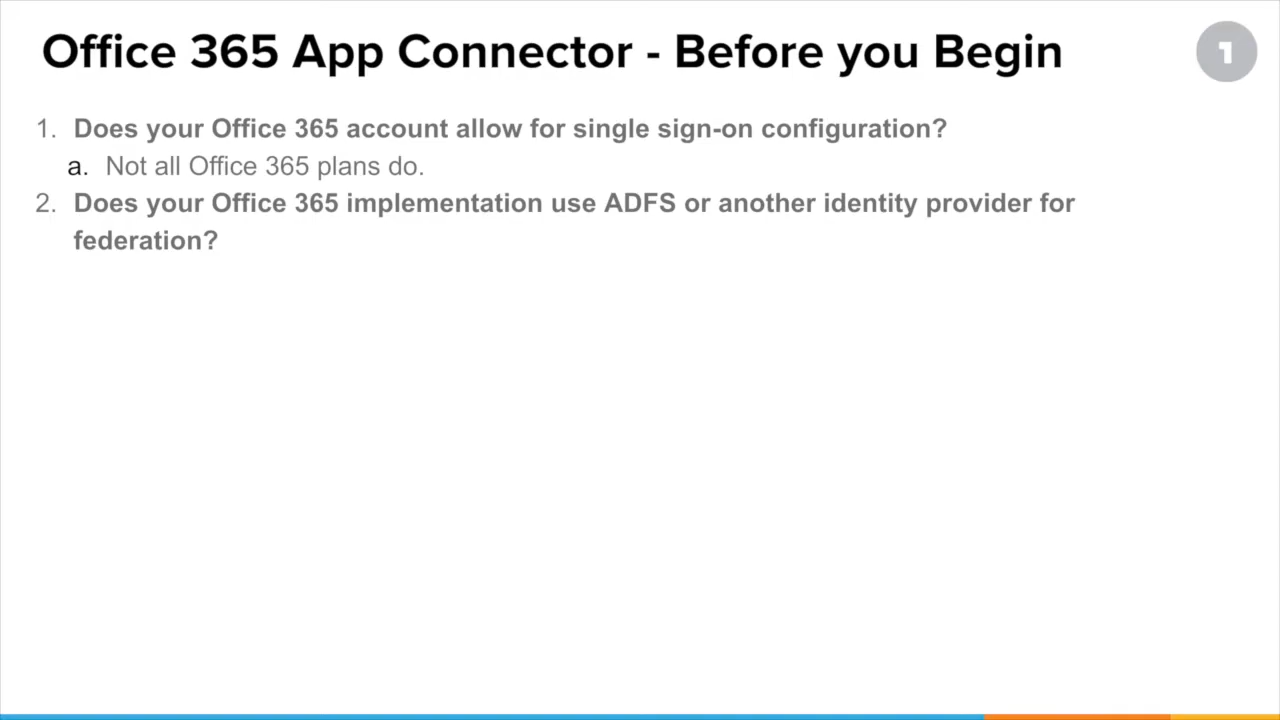 Office 365 App Connector - Before you Begin
1
1. Does your Office 365 account allow for single sign-on configuration?
a. Not all Office 365 plans do.
2. Does your Office 365 implementation use ADFS or another identity provider for
federation?